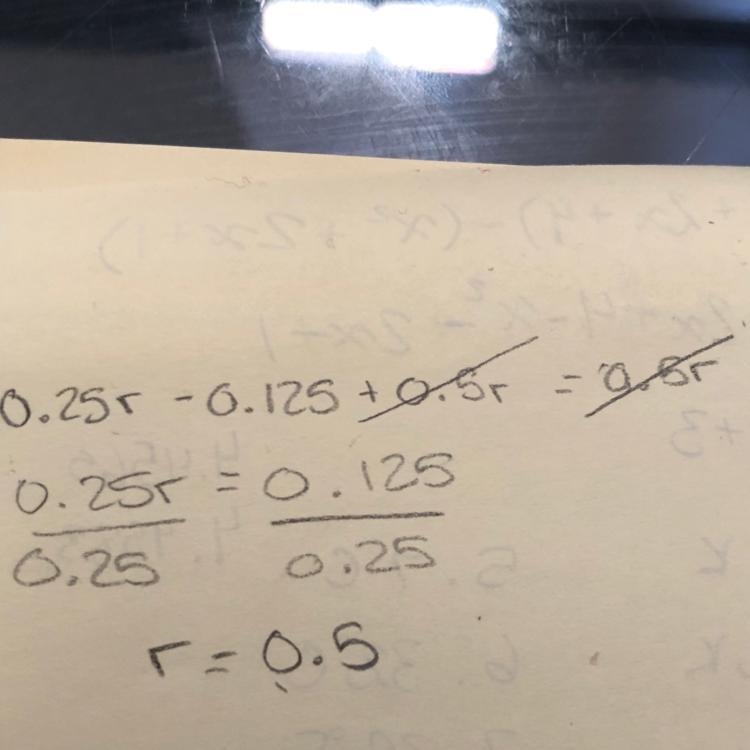 0.25r - 0.125 + 0.5r = 0.5r
0.25r = 0.125
0.25 0.25
r = 0.5